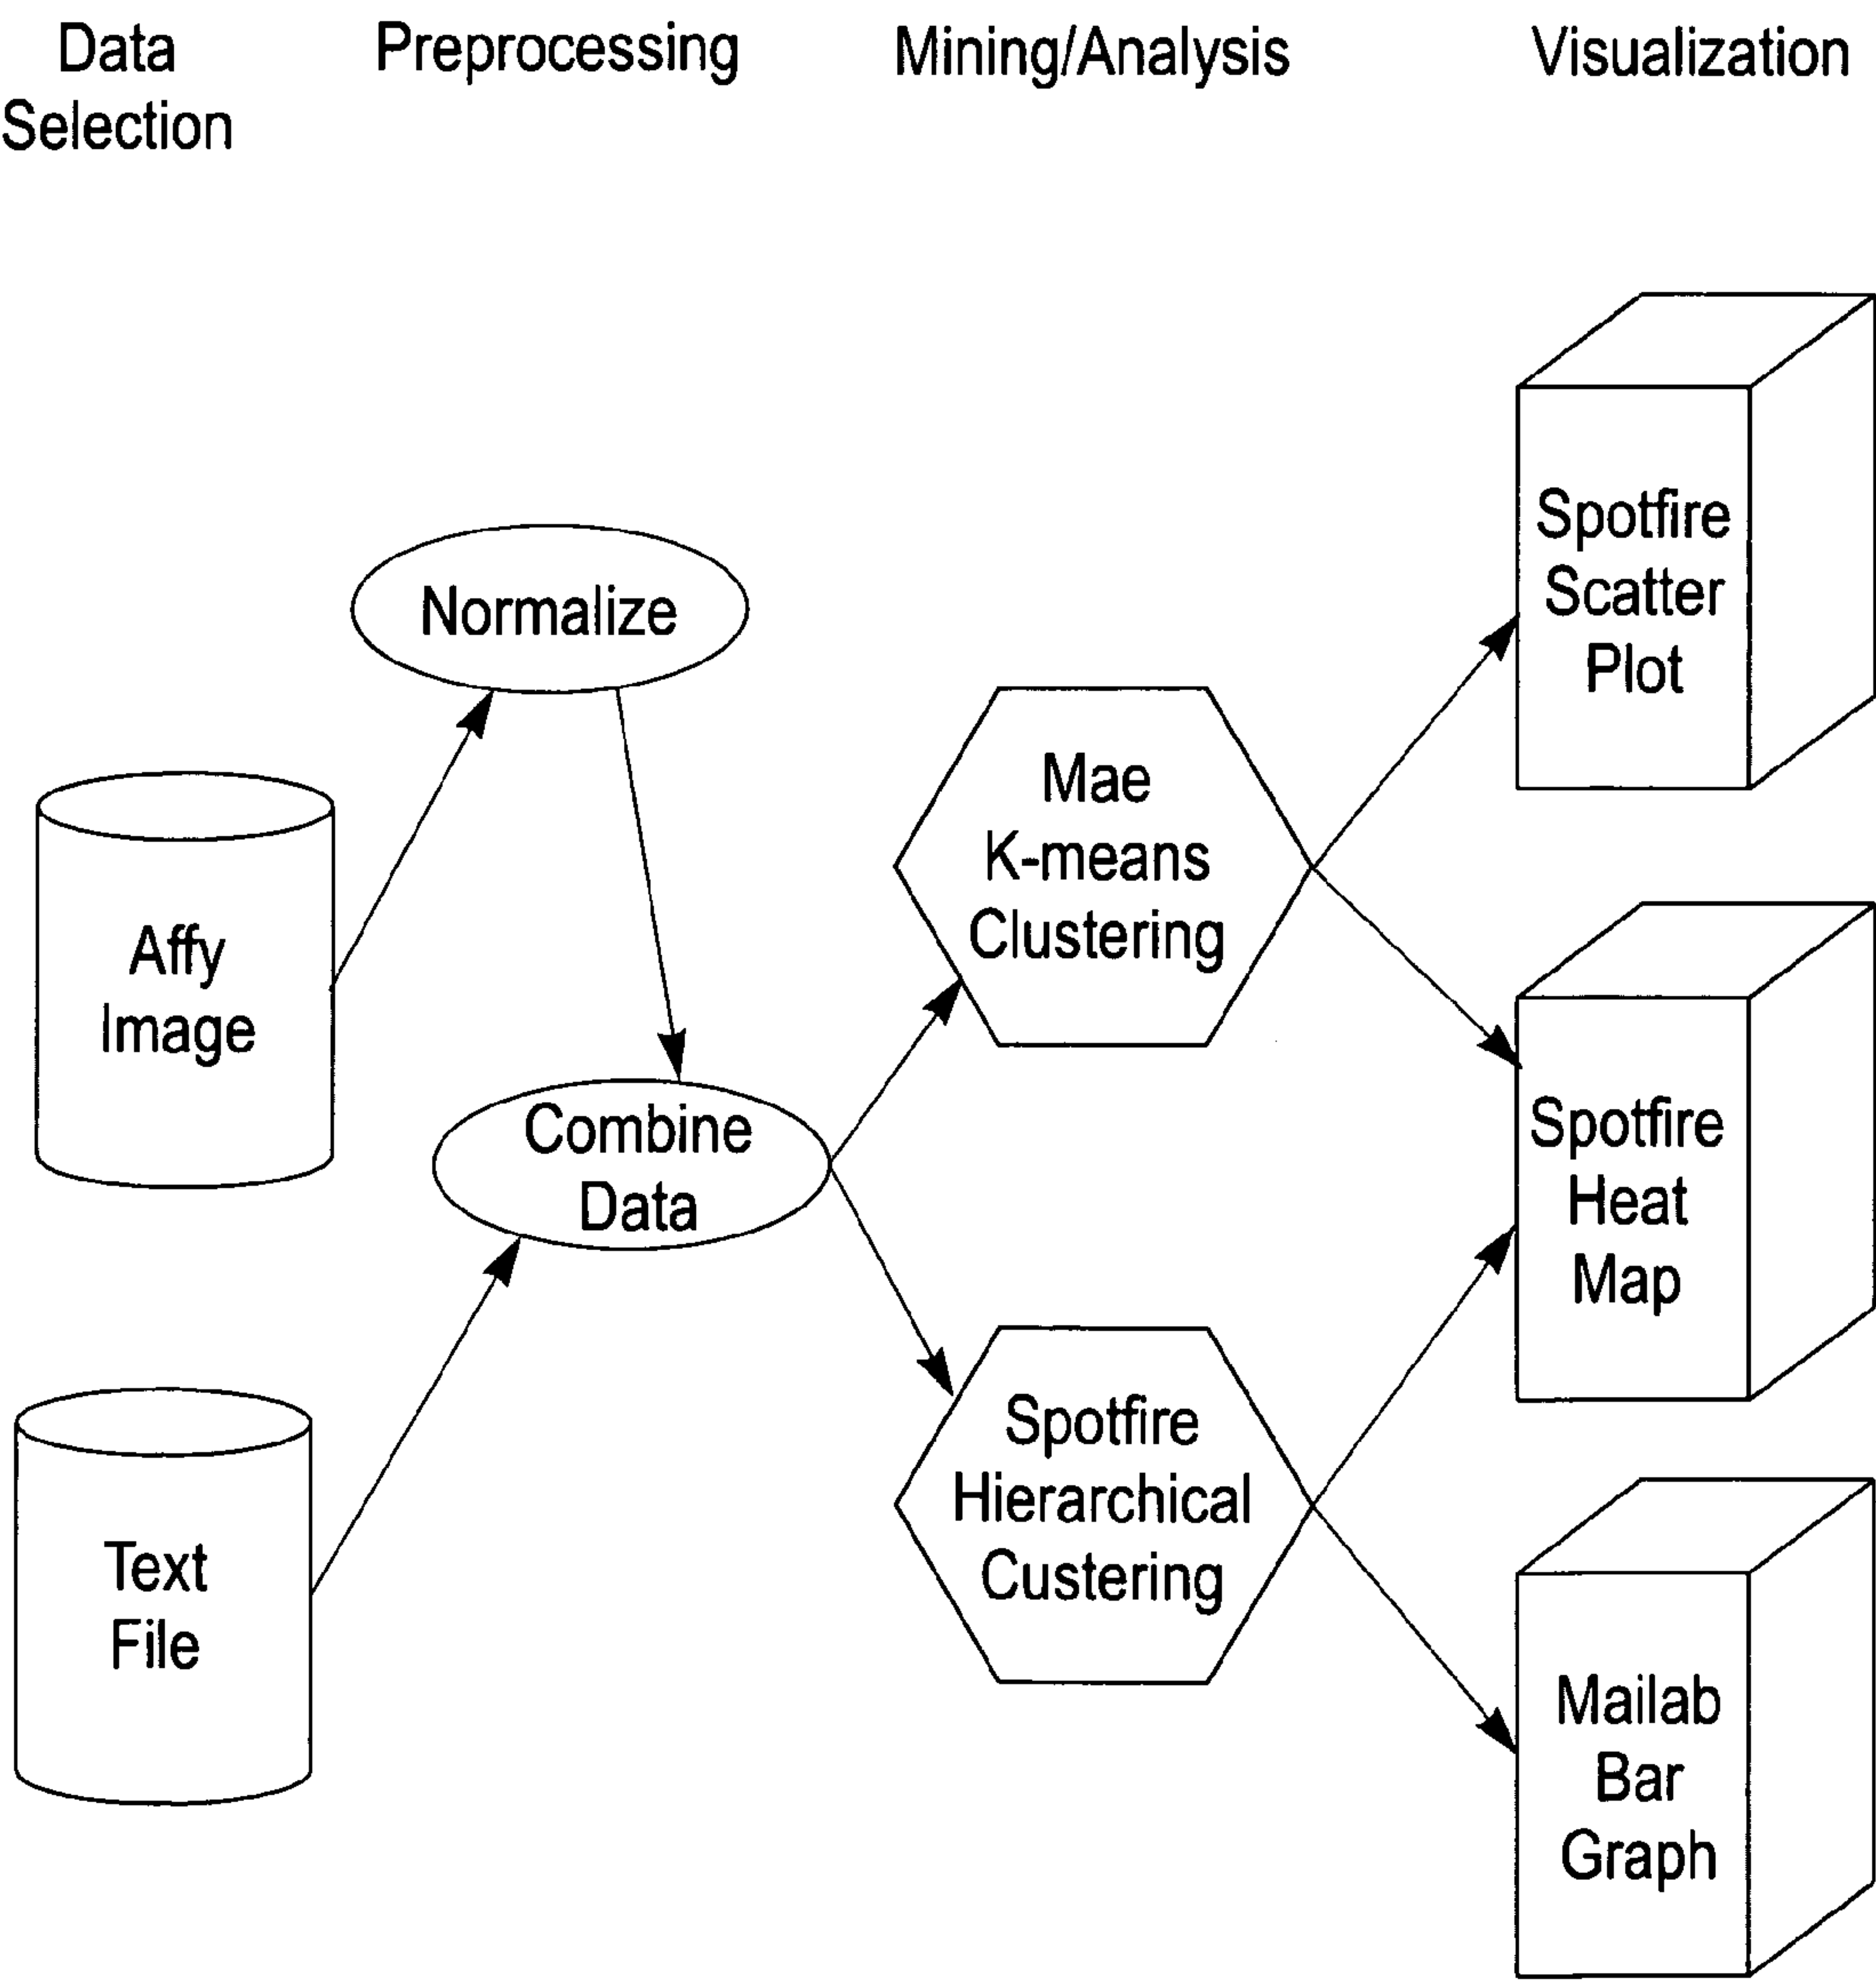 Data
Selection
Preprocessing
Mining/Analysis
Visualization
Normalize
Affy
Image
Combine
Data
Text
File
Mae
K-means
Clustering
Spotfire
Hierarchical
Custering
Spotfire
Scatter
Plot
Spotfire
Heat
Map
Mailab
Bar
Graph